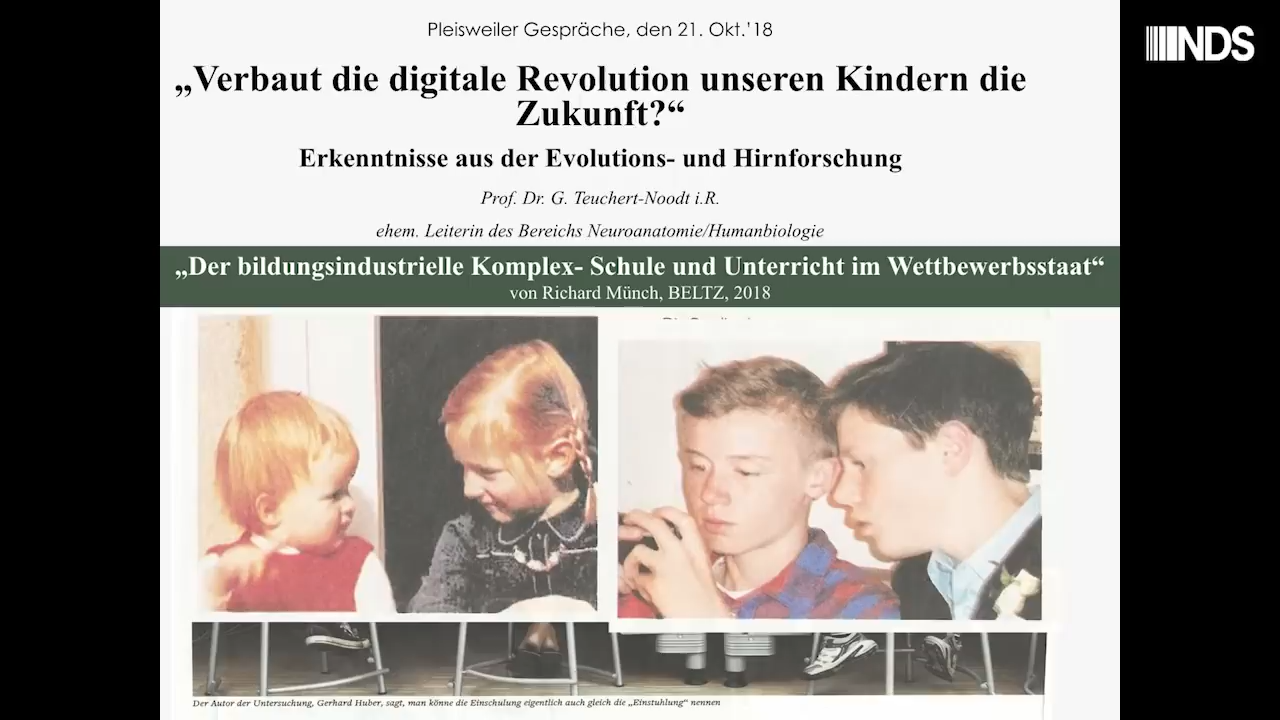 Pleisweiler Gespräche, den 21. Okt.'18
NDS
„Verbaut die digitale Revolution unseren Kindern die
Zukunft?“
Erkenntnisse aus der Evolutions- und Hirnforschung
Prof. Dr. G. Teuchert-Noodt i.R.
ehem. Leiterin des Bereichs Neuroanatomie/Humanbiologie
„Der bildungsindustrielle Komplex- Schule und Unterricht im Wettbewerbsstaat“
von Richard Münch, BELTZ, 2018
Der Autor der Untersuchung, Gerhard Huber, sagt, man könne die Einschulung eigentlich auch gleich die „Einstuhlung“ nennen